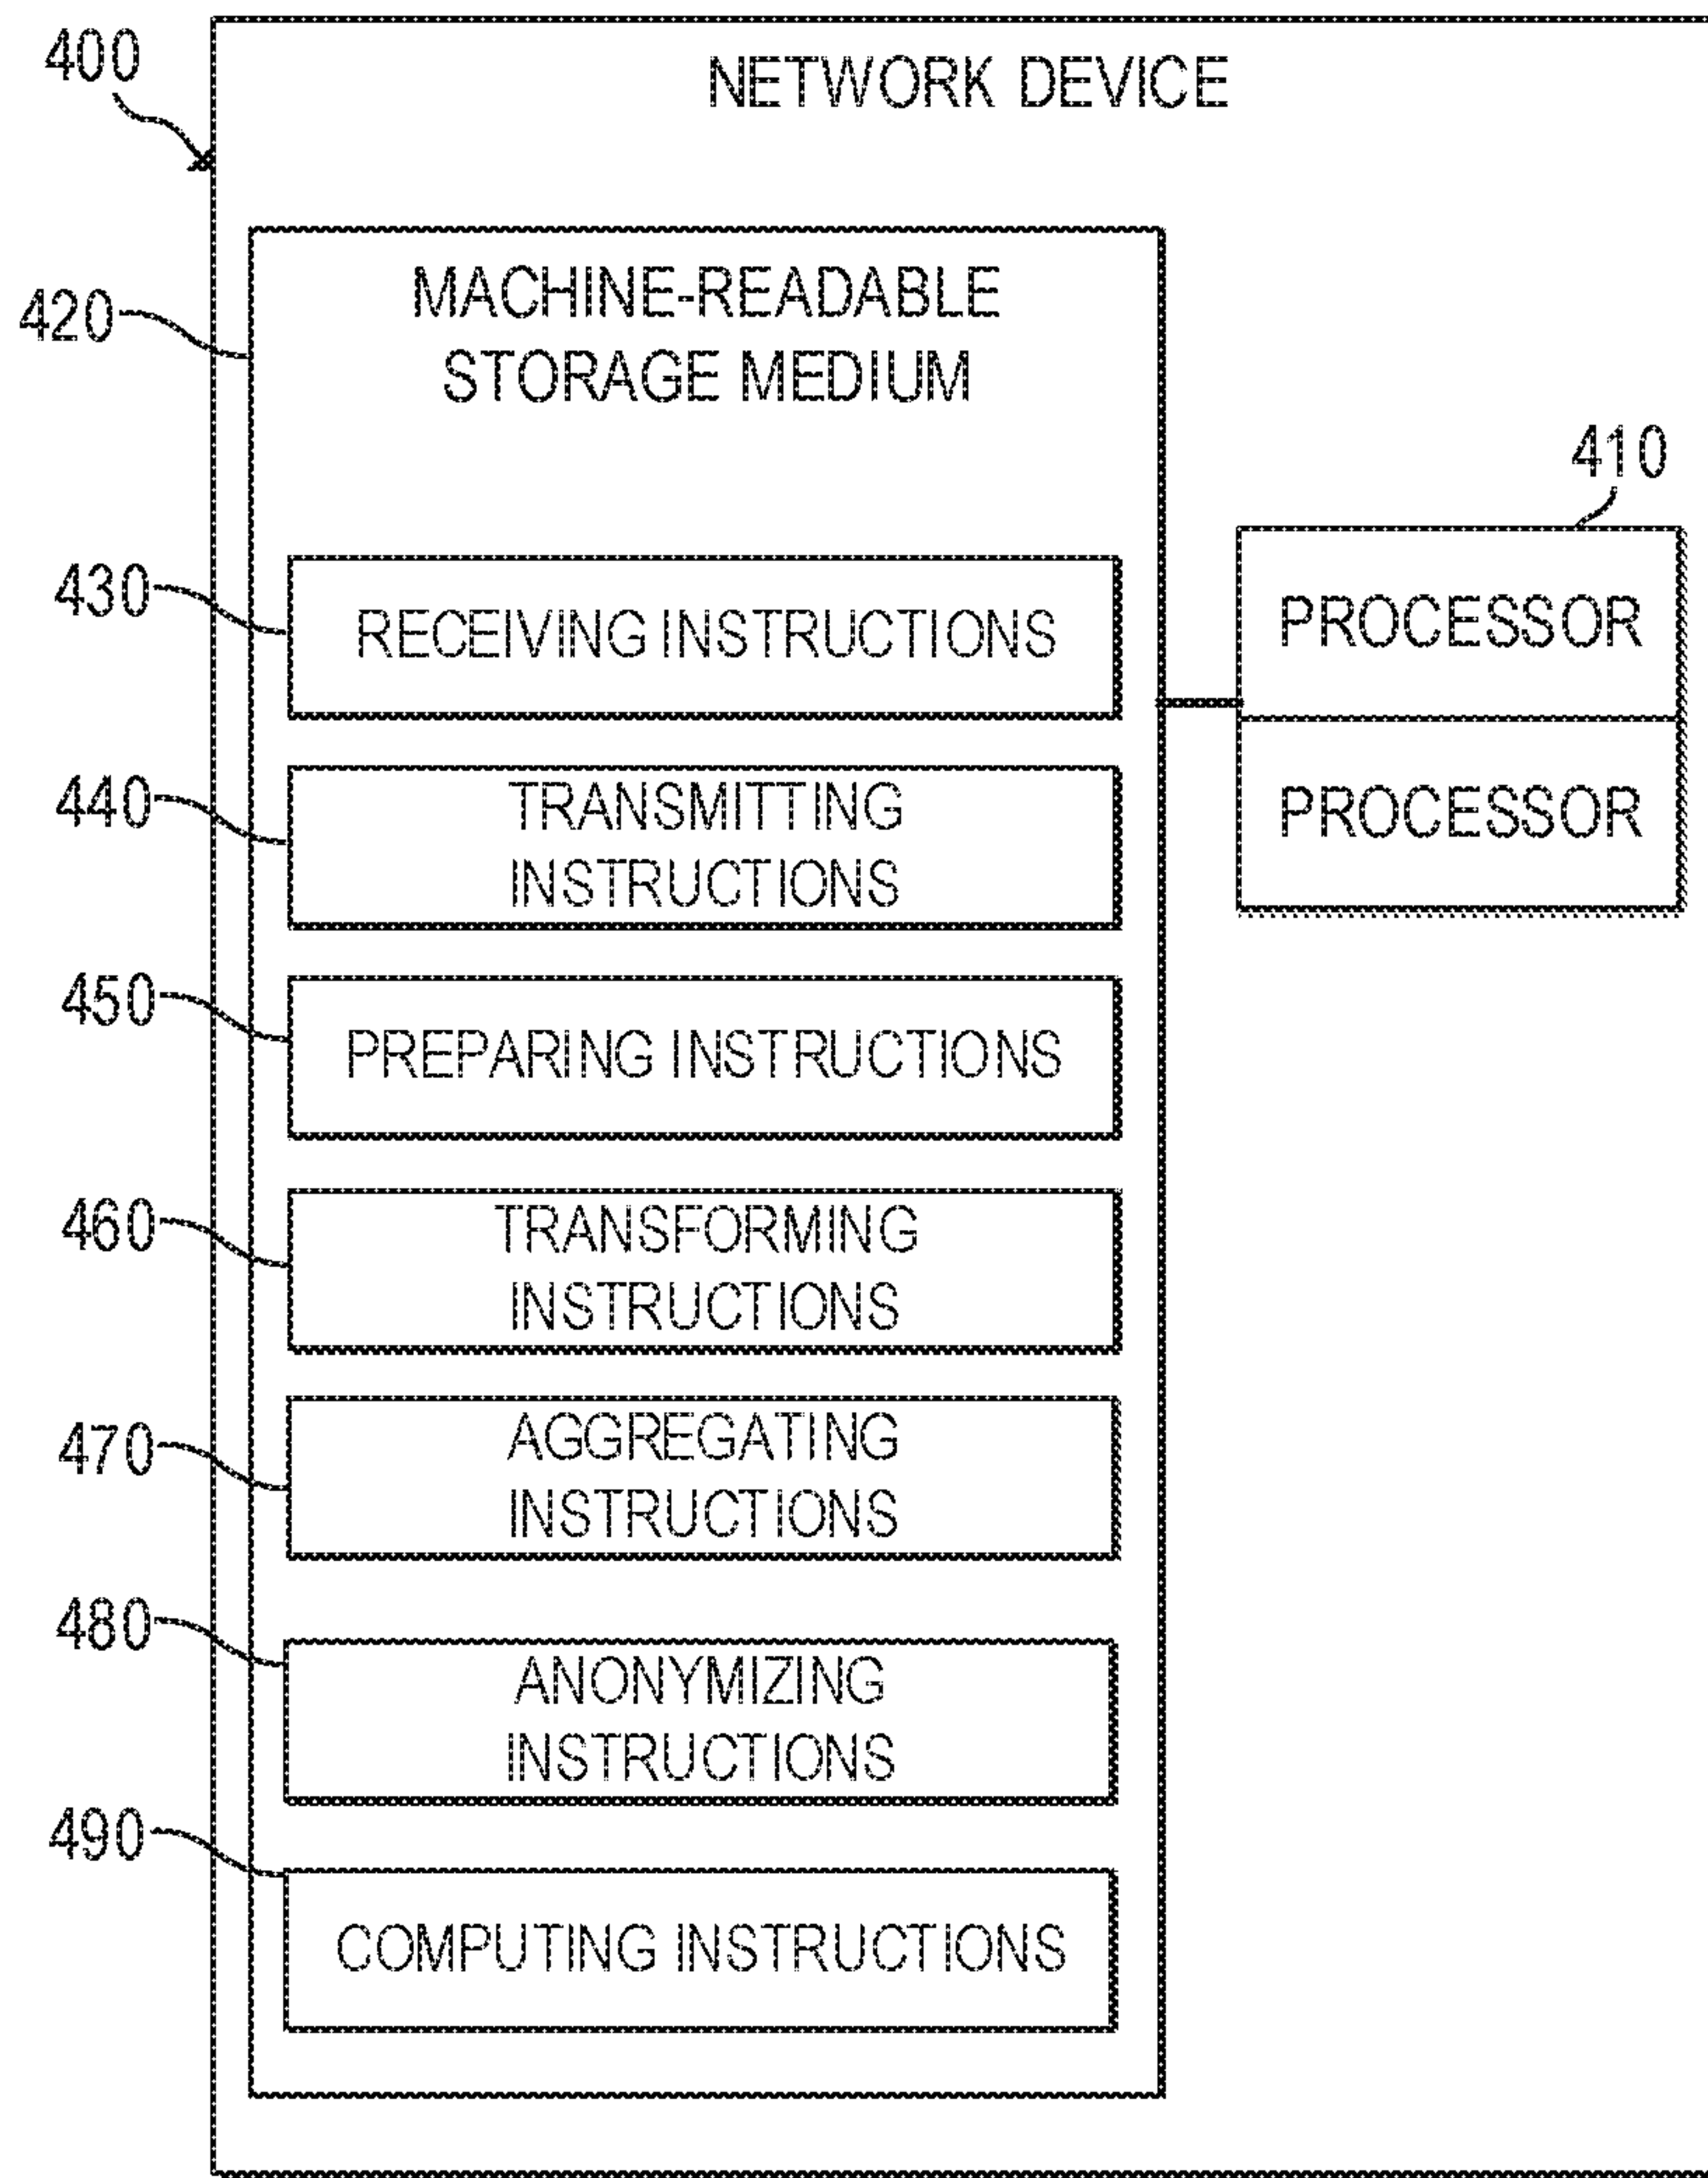 400
NETWORK DEVICE
420
MACHINE-READABLE
STORAGE MEDIUM
410
430
RECEIVING INSTRUCTIONS
PROCESSOR
440
TRANSMITTING
INSTRUCTIONS
PROCESSOR
450
PREPARING INSTRUCTIONS
460
TRANSFORMING
INSTRUCTIONS
470
AGGREGATING
INSTRUCTIONS
480
ANONYMIZING
INSTRUCTIONS
490
COMPUTING INSTRUCTIONS